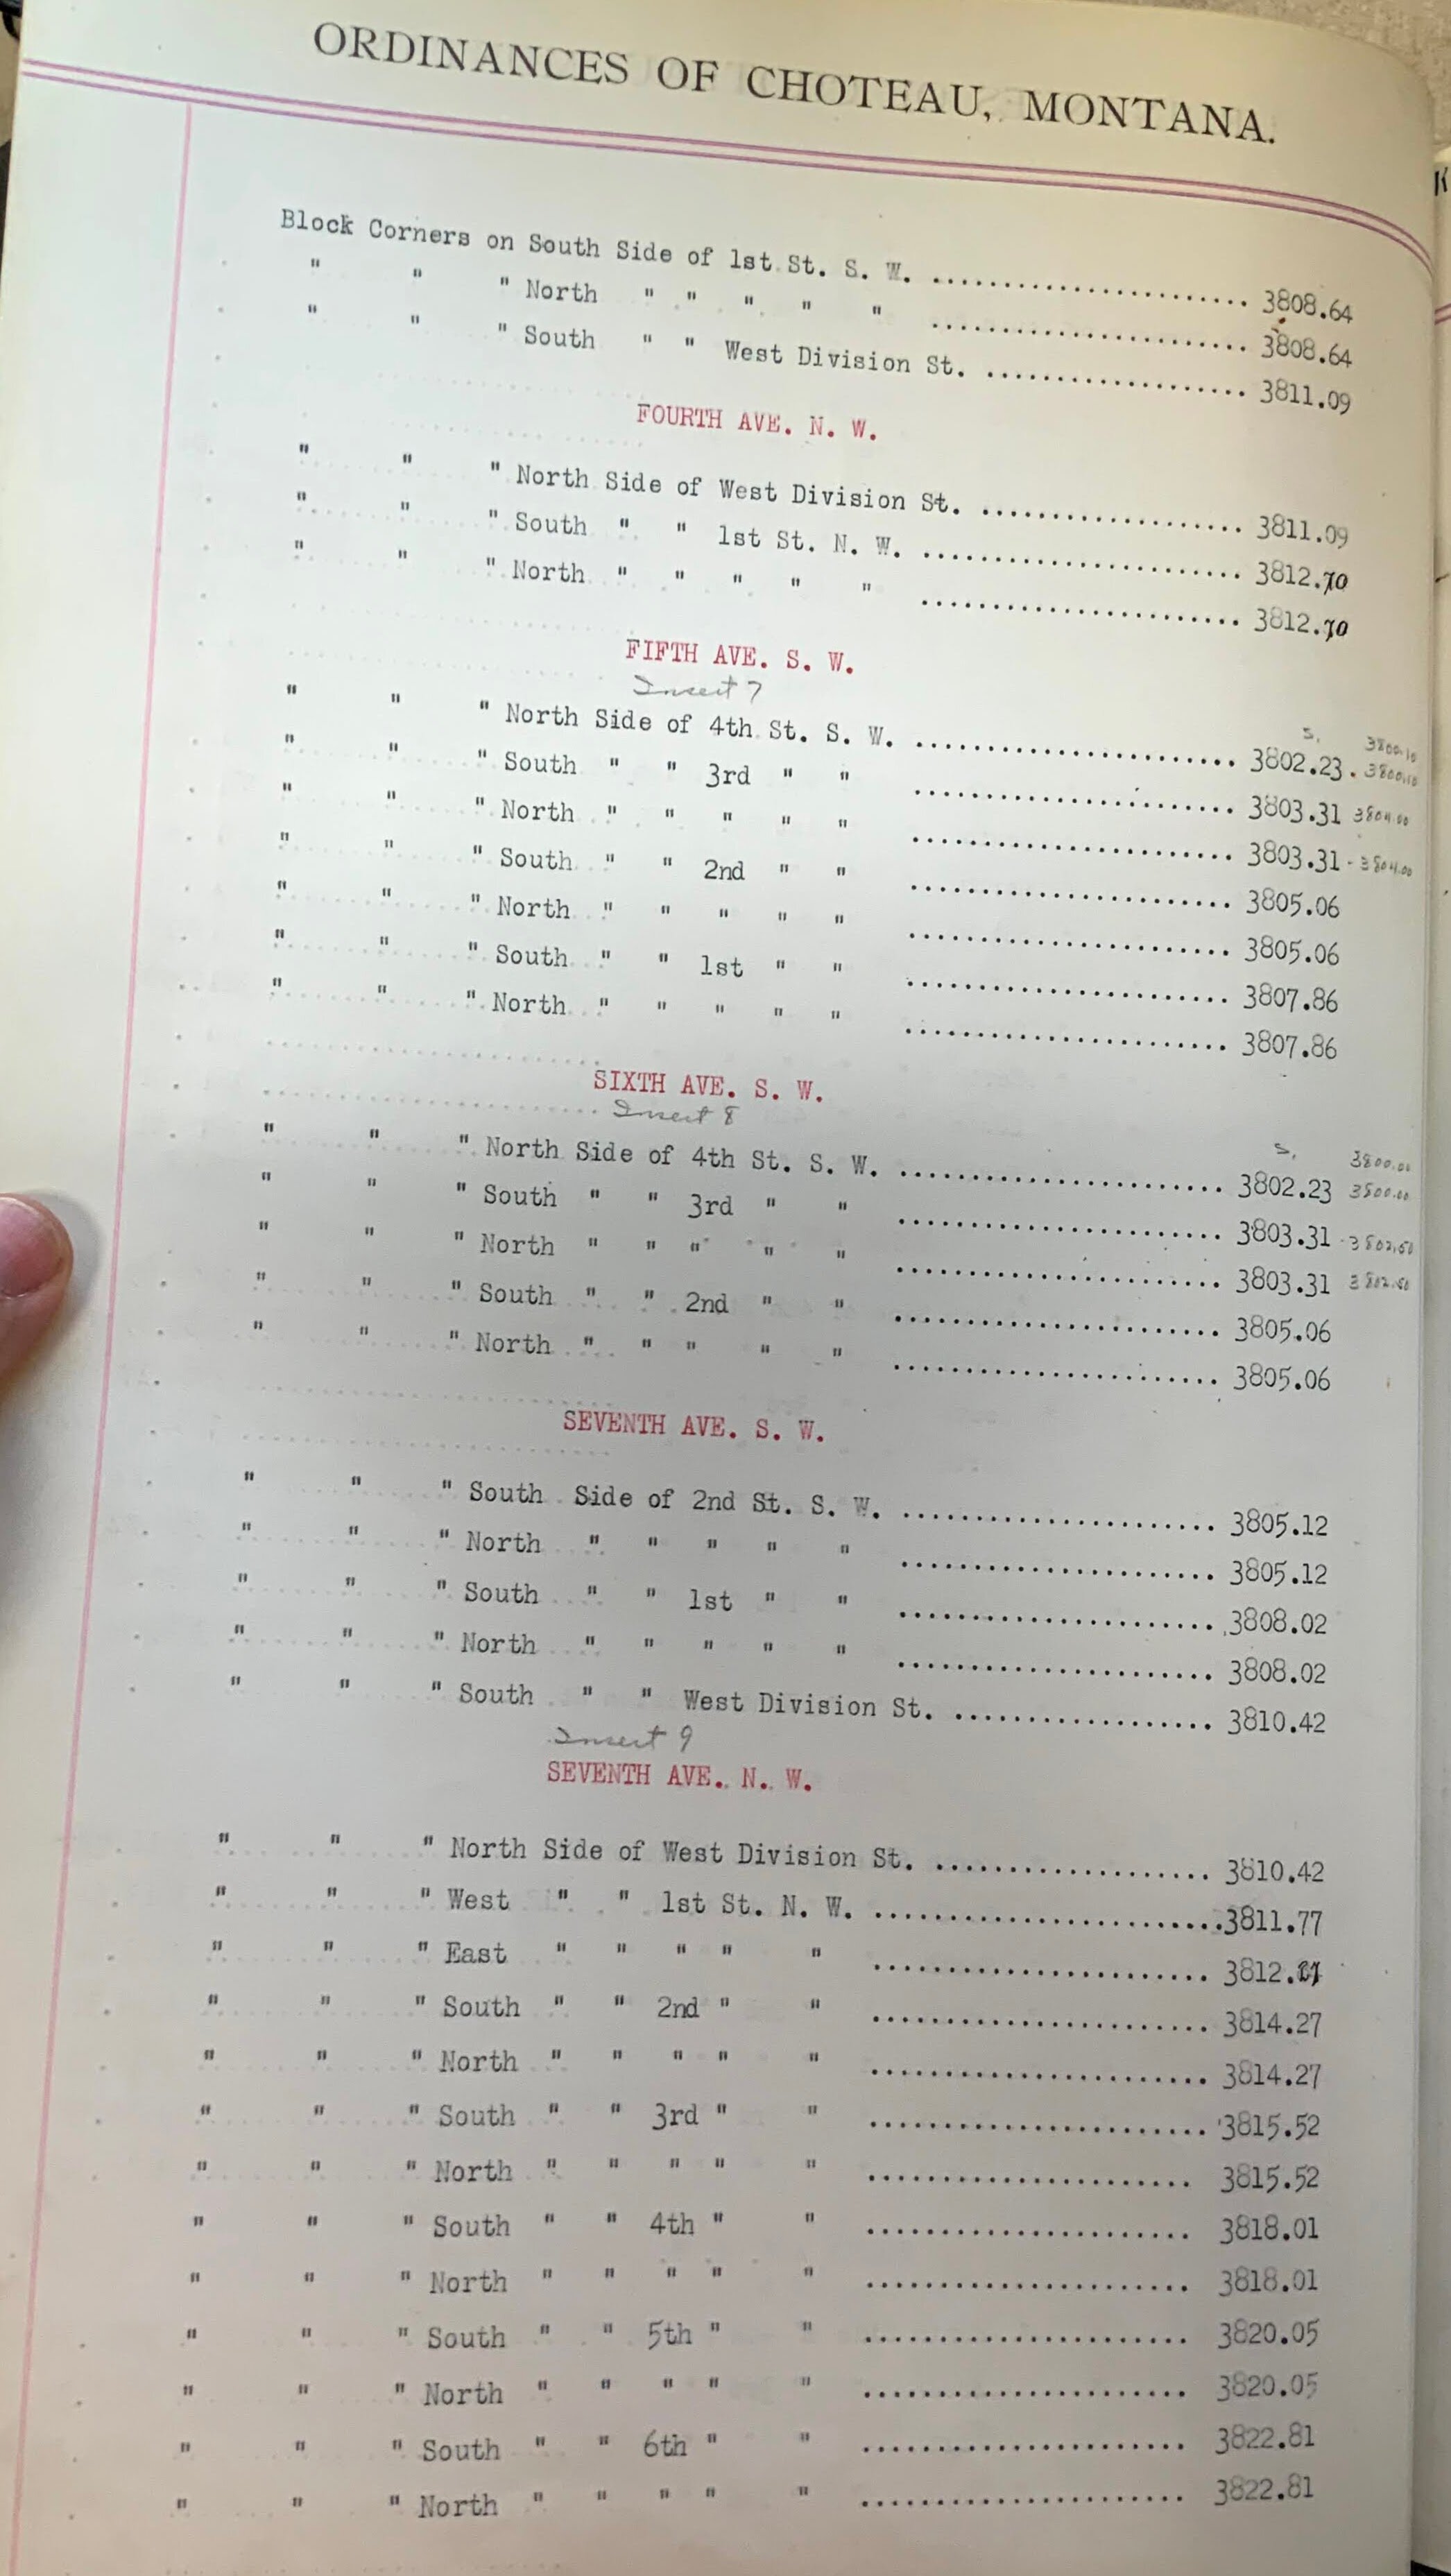 ORDINANCES OF CHOTEAU, MONTANA.
Block Corners on South Side of 1st St. S. W. ...................... 3808.64
" " " North " " " " " ...................... 3808.64
" " " South " " West Division St. ................... 3811.09
FOURTH AVE. N. W.
" " " North Side of West Division St. ................... 3811.09
" " " South " " 1st St. N. W. ...................... 3812.70
" " " North " " " " " ...................... 3812.70
FIFTH AVE. S. W.
Insert 7
S. 3800.10
" " " North Side of 4th St. S. W. ...................... 3802.23. 3800.10
" " " South " " 3rd " " ...................... 3803.31 3804.00
" " " North " " " " " ...................... 3803.31 - 3804.00
" " " South " " 2nd " " ...................... 3805.06
" " " North " " " " " ...................... 3805.06
" " " South " " 1st " " ...................... 3807.86
" " " North " " " " " ...................... 3807.86
SIXTH AVE. S. W.
Insert 8
S.
" " " North Side of 4th St. S. W. ...................... 3802.23
" " " South " " 3rd " " ...................... 3803.31 - 3802.50
" " " North " " " " " ...................... 3803.31 3802.50
" " " South " " 2nd " " ...................... 3805.06
" " " North " " " " " ...................... 3805.06
SEVENTH AVE. S. W.
" " " South Side of 2nd St. S. W. ...................... 3805.12
" " " North " " " " " ...................... 3805.12
" " " South " " 1st " " ...................... 3808.02
" " " North " " " " " ...................... 3808.02
" " " South " " West Division St. .................. 3810.42
Insert 9
SEVENTH AVE. N. W.
" " " North Side of West Division St. ................... 3810.42
" " " West " " 1st St. N. W. ........................3811.77
" " " East " " " " " .......................
" " " South " " 2nd " " ....................... 3814.27
" " " North " " " " " ....................... 3814.27
" " " South " " 3rd " " ....................... 3815.52
" " " North " " " " " ...................... 3815.52
" " " South " " 4th " " ...................... 3818.01
" " " North " " " " " ...................... 3818.01
" " " South " " 5th " " ...................... 3820.05
" " " North " " " " " ...................... 3820.05
" " " South " " 6th " " ...................... 3822.81
" " " North " " " " " ...................... 3822.81